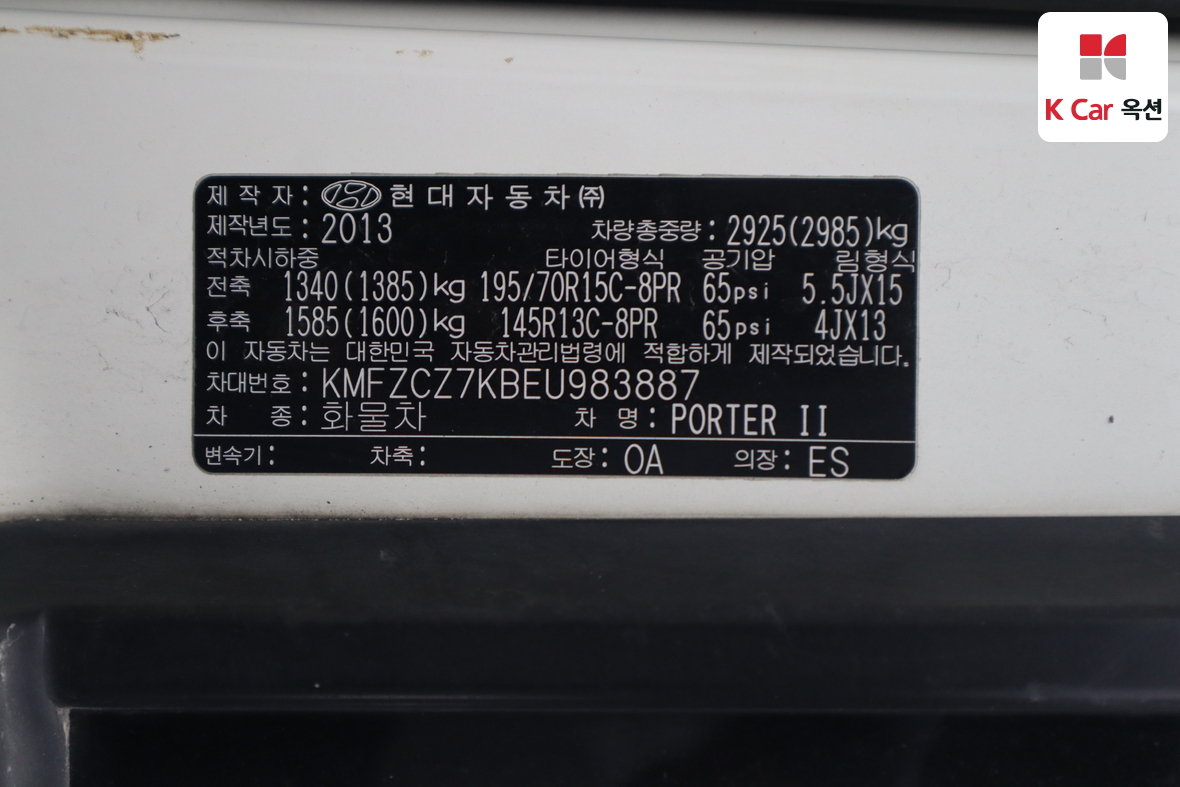 K Car 옥션
제 작 자 : 현 대 자 동 차 ㈜
제작년도 : 2013 차량총중량 : 2925(2985)kg
적차시하중 타이어형식 공기압 림형식
전축 1340(1385)kg 195/70R15C-8PR 65psi 5.5JX15
후축 1585(1600)kg 145R13C-8PR 65psi 4JX13
이 자동차는 대한민국 자동차관리법령에 적합하게 제작되었습니다.
차대번호 : KMFZCZ7KBEU983887
차 종 : 화물차 차 명 : PORTER II
변속기 : 차축 : 도장 : OA 의장 : ES